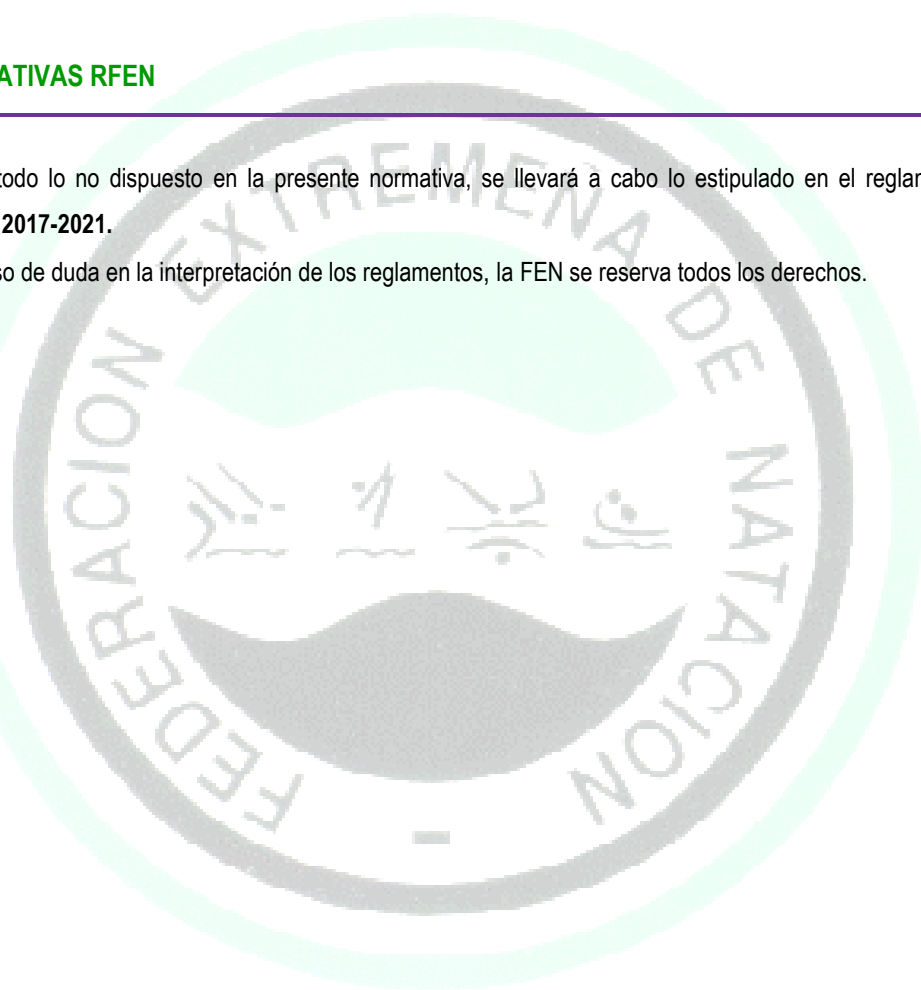 ATIVAS RFEN
todo lo no dispuesto en la presente normativa, se llevará a cabo lo estipulado en el reglar
2017-2021.
so de duda en la interpretación de los reglamentos, la FEN se reserva todos los derechos.
FEDERACION EXTREMEÑA DE NATACION -